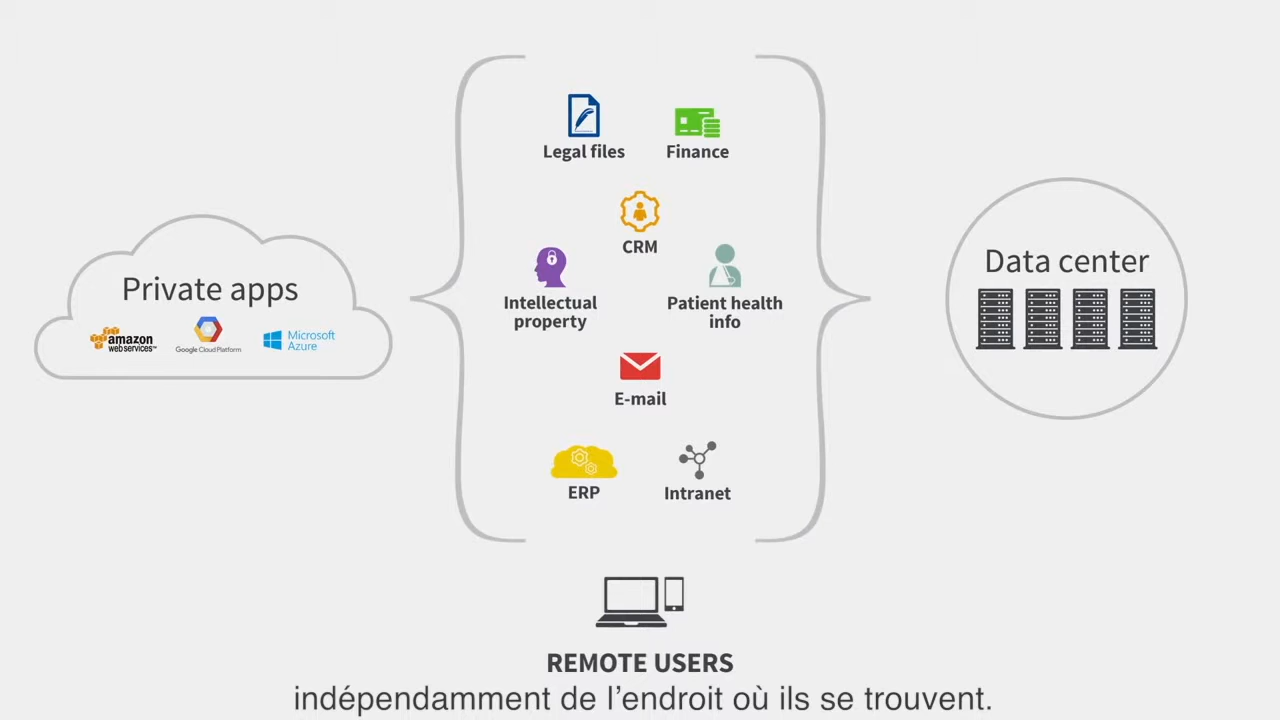 Legal files
Finance
CRM
Intellectual
property
Patient health
info
E-mail
ERP
Intranet
Private apps
amazon
web services™
Google Cloud Platform
Microsoft
Azure
Data center
REMOTE USERS
indépendamment de l’endroit où ils se trouvent.